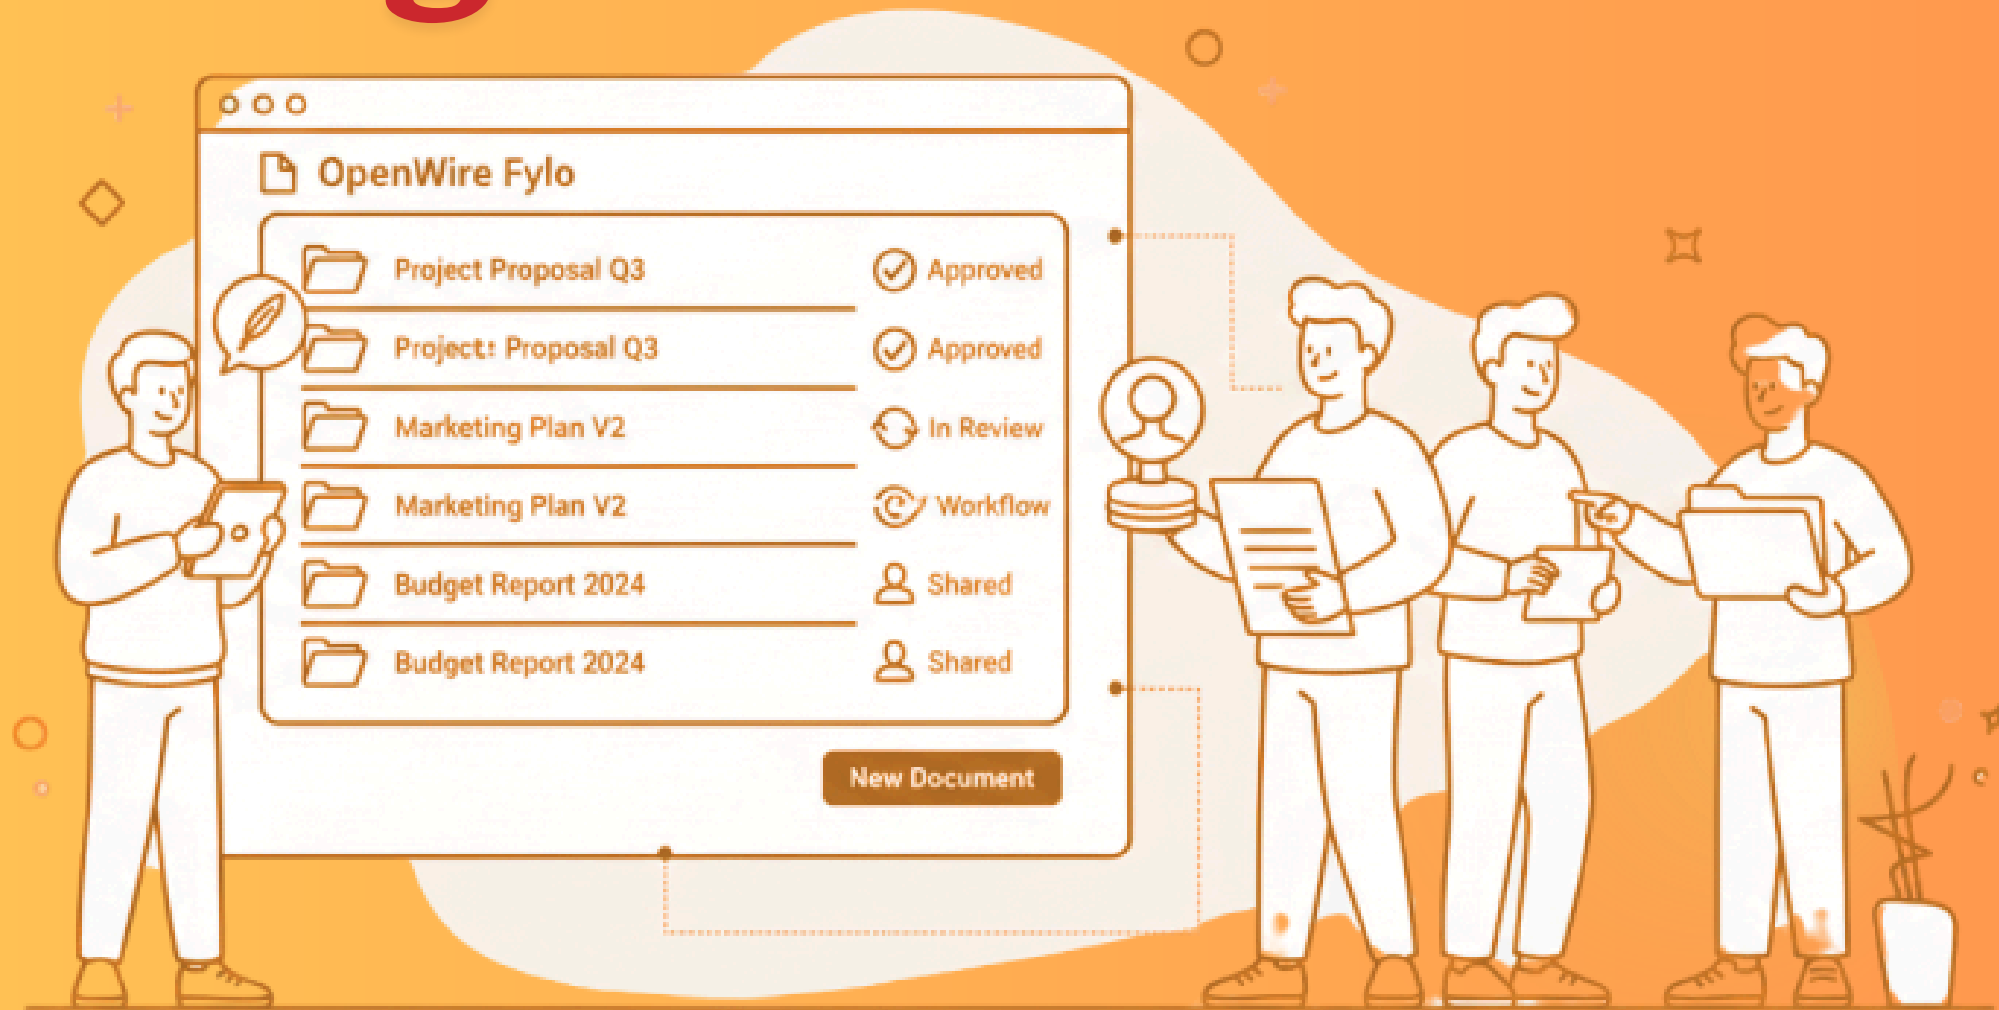 OpenWire Fylo
Project Proposal Q3
Approved
Project: Proposal Q3
Approved
Marketing Plan V2
In Review
Marketing Plan V2
Workflow
Budget Report 2024
Shared
Budget Report 2024
Shared
New Document